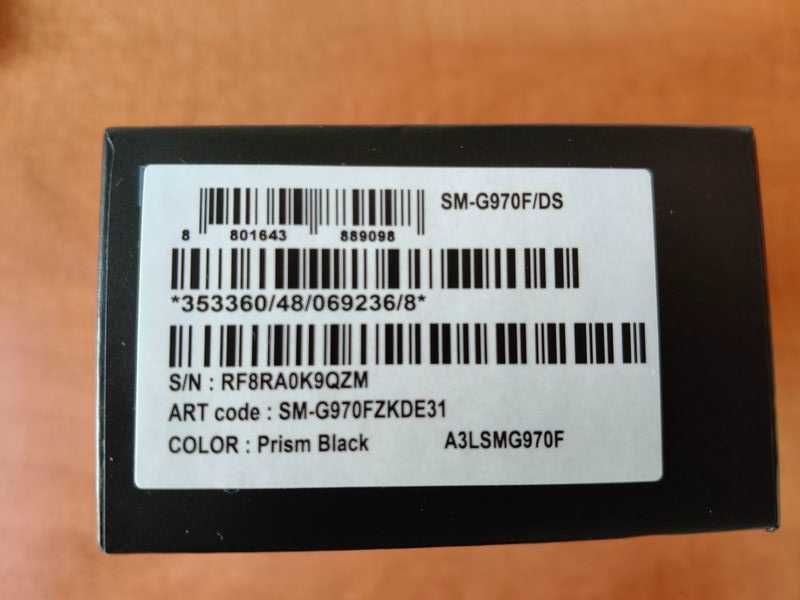 SM-G970F/DS
8 801643 889098
*353360/48/069236/8*
S/N : RF8RA0K9QZM
ART code : SM-G970FZKDE31
COLOR : Prism Black A3LSMG970F